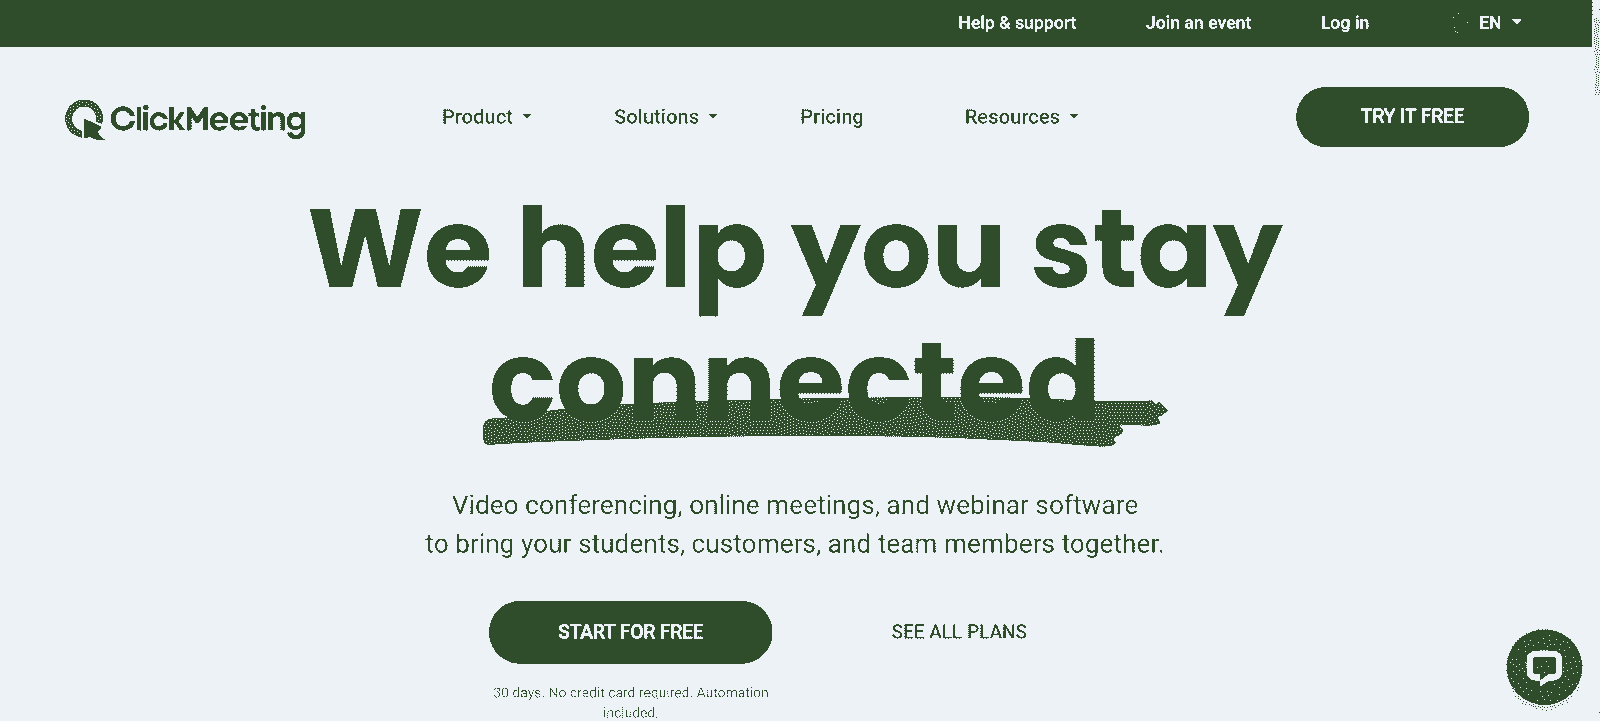 Help & support Join an event Log in EN
ClickMeeting Product Solutions Pricing Resources TRY IT FREE
We help you stay
connected
Video conferencing, online meetings, and webinar software
to bring your students, customers, and team members together.
START FOR FREE SEE ALL PLANS
30 days. No credit card required. Automation
included.